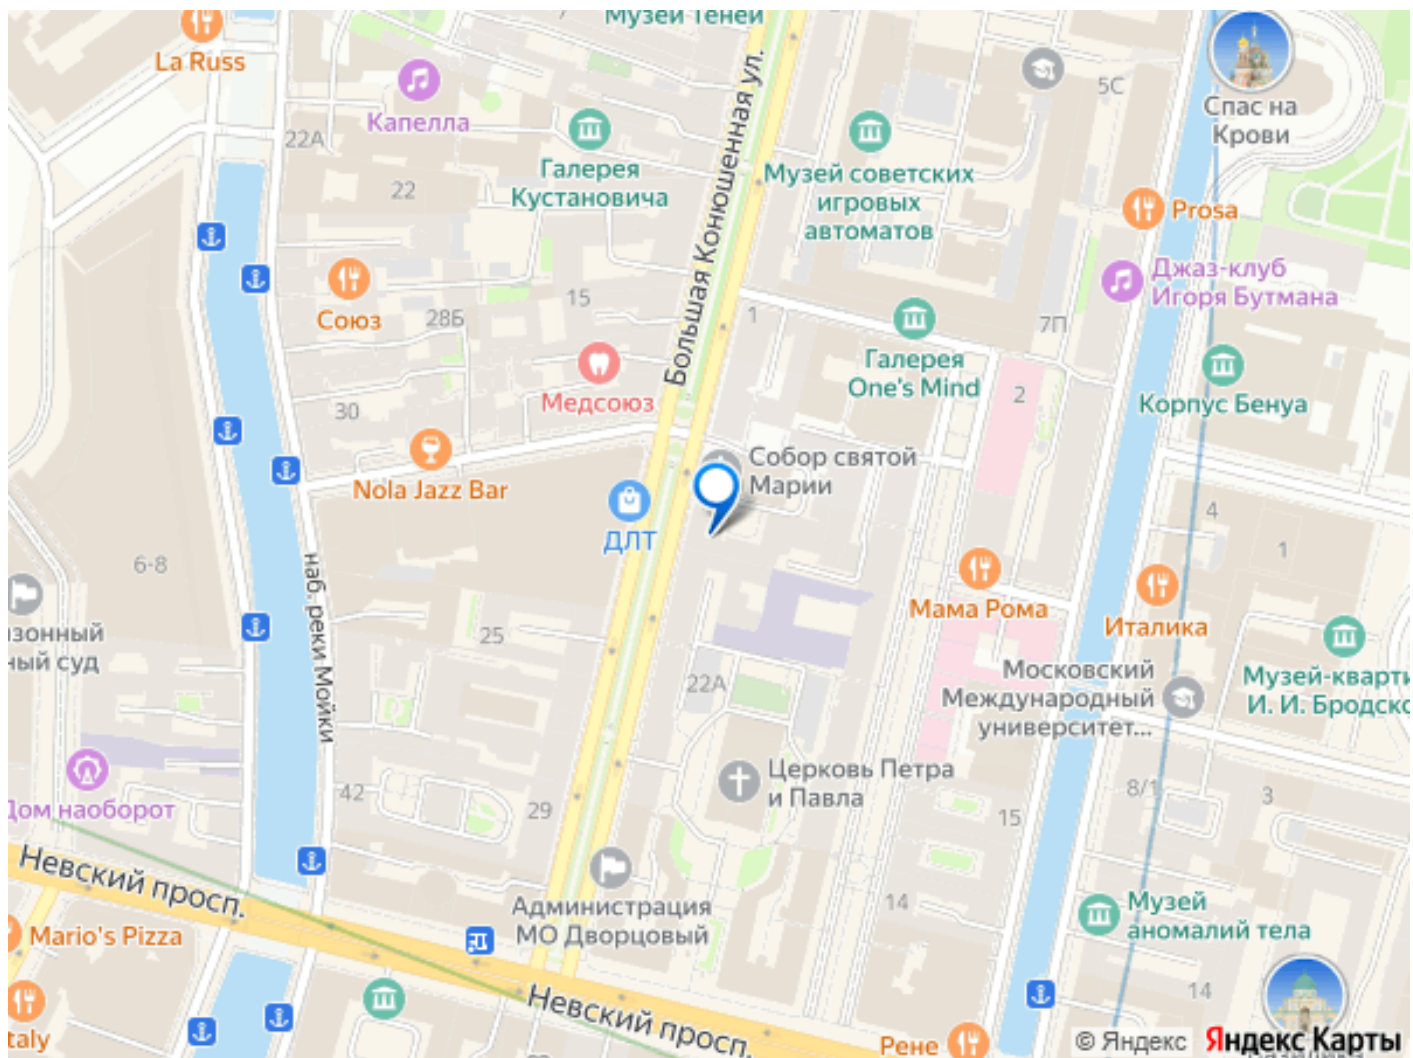 Музей Теней
La Russ
Капелла
22А
Галерея
Кустановича
22
Большая Конюшенная ул.
Музей советских
игровых
автоматов
5С
Спас на
Крови
Prosa
Джаз-клуб
Игоря Бутмана
Союз
28Б
15
1
7П
Медсоюз
30
Галерея
One's Mind
2
Корпус Бенуа
Nola Jazz Bar
Собор святой
Марии
ДЛТ
4
1
6-8
наб. реки Мойки
Мама Рома
Италика
25
22А
Московский
Международный
университет...
Музей-кварти
И. И. Бродско
зонный
ный суд
Дом наоборот
42
29
Церковь Петра
и Павла
15
8/1
3
Невский просп.
Mario's Pizza
Администрация
МО Дворцовый
14
Музей
аномалий тела
14
Невский просп.
taly
Рене
© Яндекс Яндекс Карты